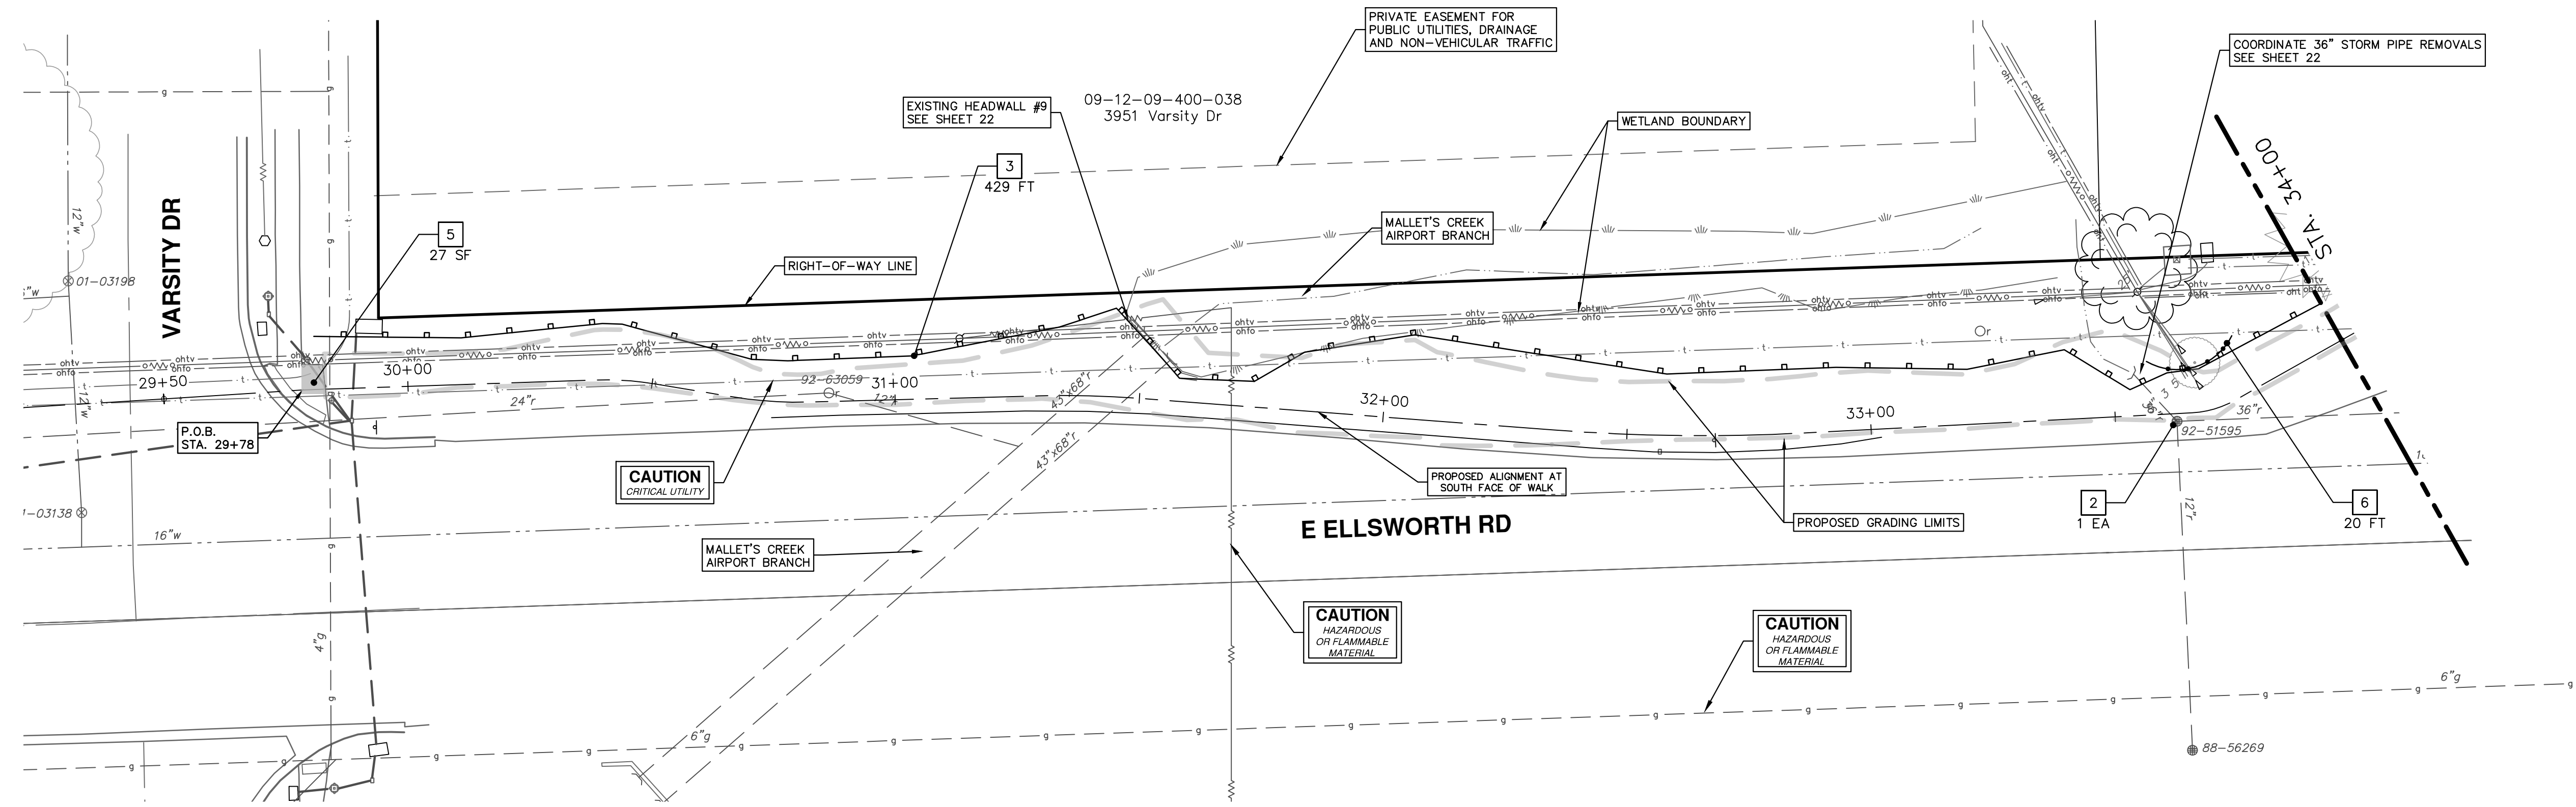 PRIVATE EASEMENT FOR
PUBLIC UTILITIES, DRAINAGE
AND NON-VEHICULAR TRAFFIC
COORDINATE 36" STORM PIPE REMOVALS
SEE SHEET 22
EXISTING HEADWALL #9
SEE SHEET 22
09-12-09-400-038
3951 Varsity Dr
WETLAND BOUNDARY
3
429 FT
STA. 34+00
12"w
VARSITY DR
5
27 SF
MALLET'S CREEK
AIRPORT BRANCH
RIGHT-OF-WAY LINE
01-03198
29+50
30+00
31+00
32+00
33+00
92-63059
24"r
12"r
12"w
43"x68"r
43"x68"r
36"r
92-51595
P.O.B.
STA. 29+78
CAUTION
CRITICAL UTILITY
PROPOSED ALIGNMENT AT
SOUTH FACE OF WALK
2
1 EA
6
20 FT
12"r
16"w
E ELLSWORTH RD
PROPOSED GRADING LIMITS
MALLET'S CREEK
AIRPORT BRANCH
CAUTION
HAZARDOUS
OR FLAMMABLE
MATERIAL
CAUTION
HAZARDOUS
OR FLAMMABLE
MATERIAL
4"g
6"g
6"g
88-56269